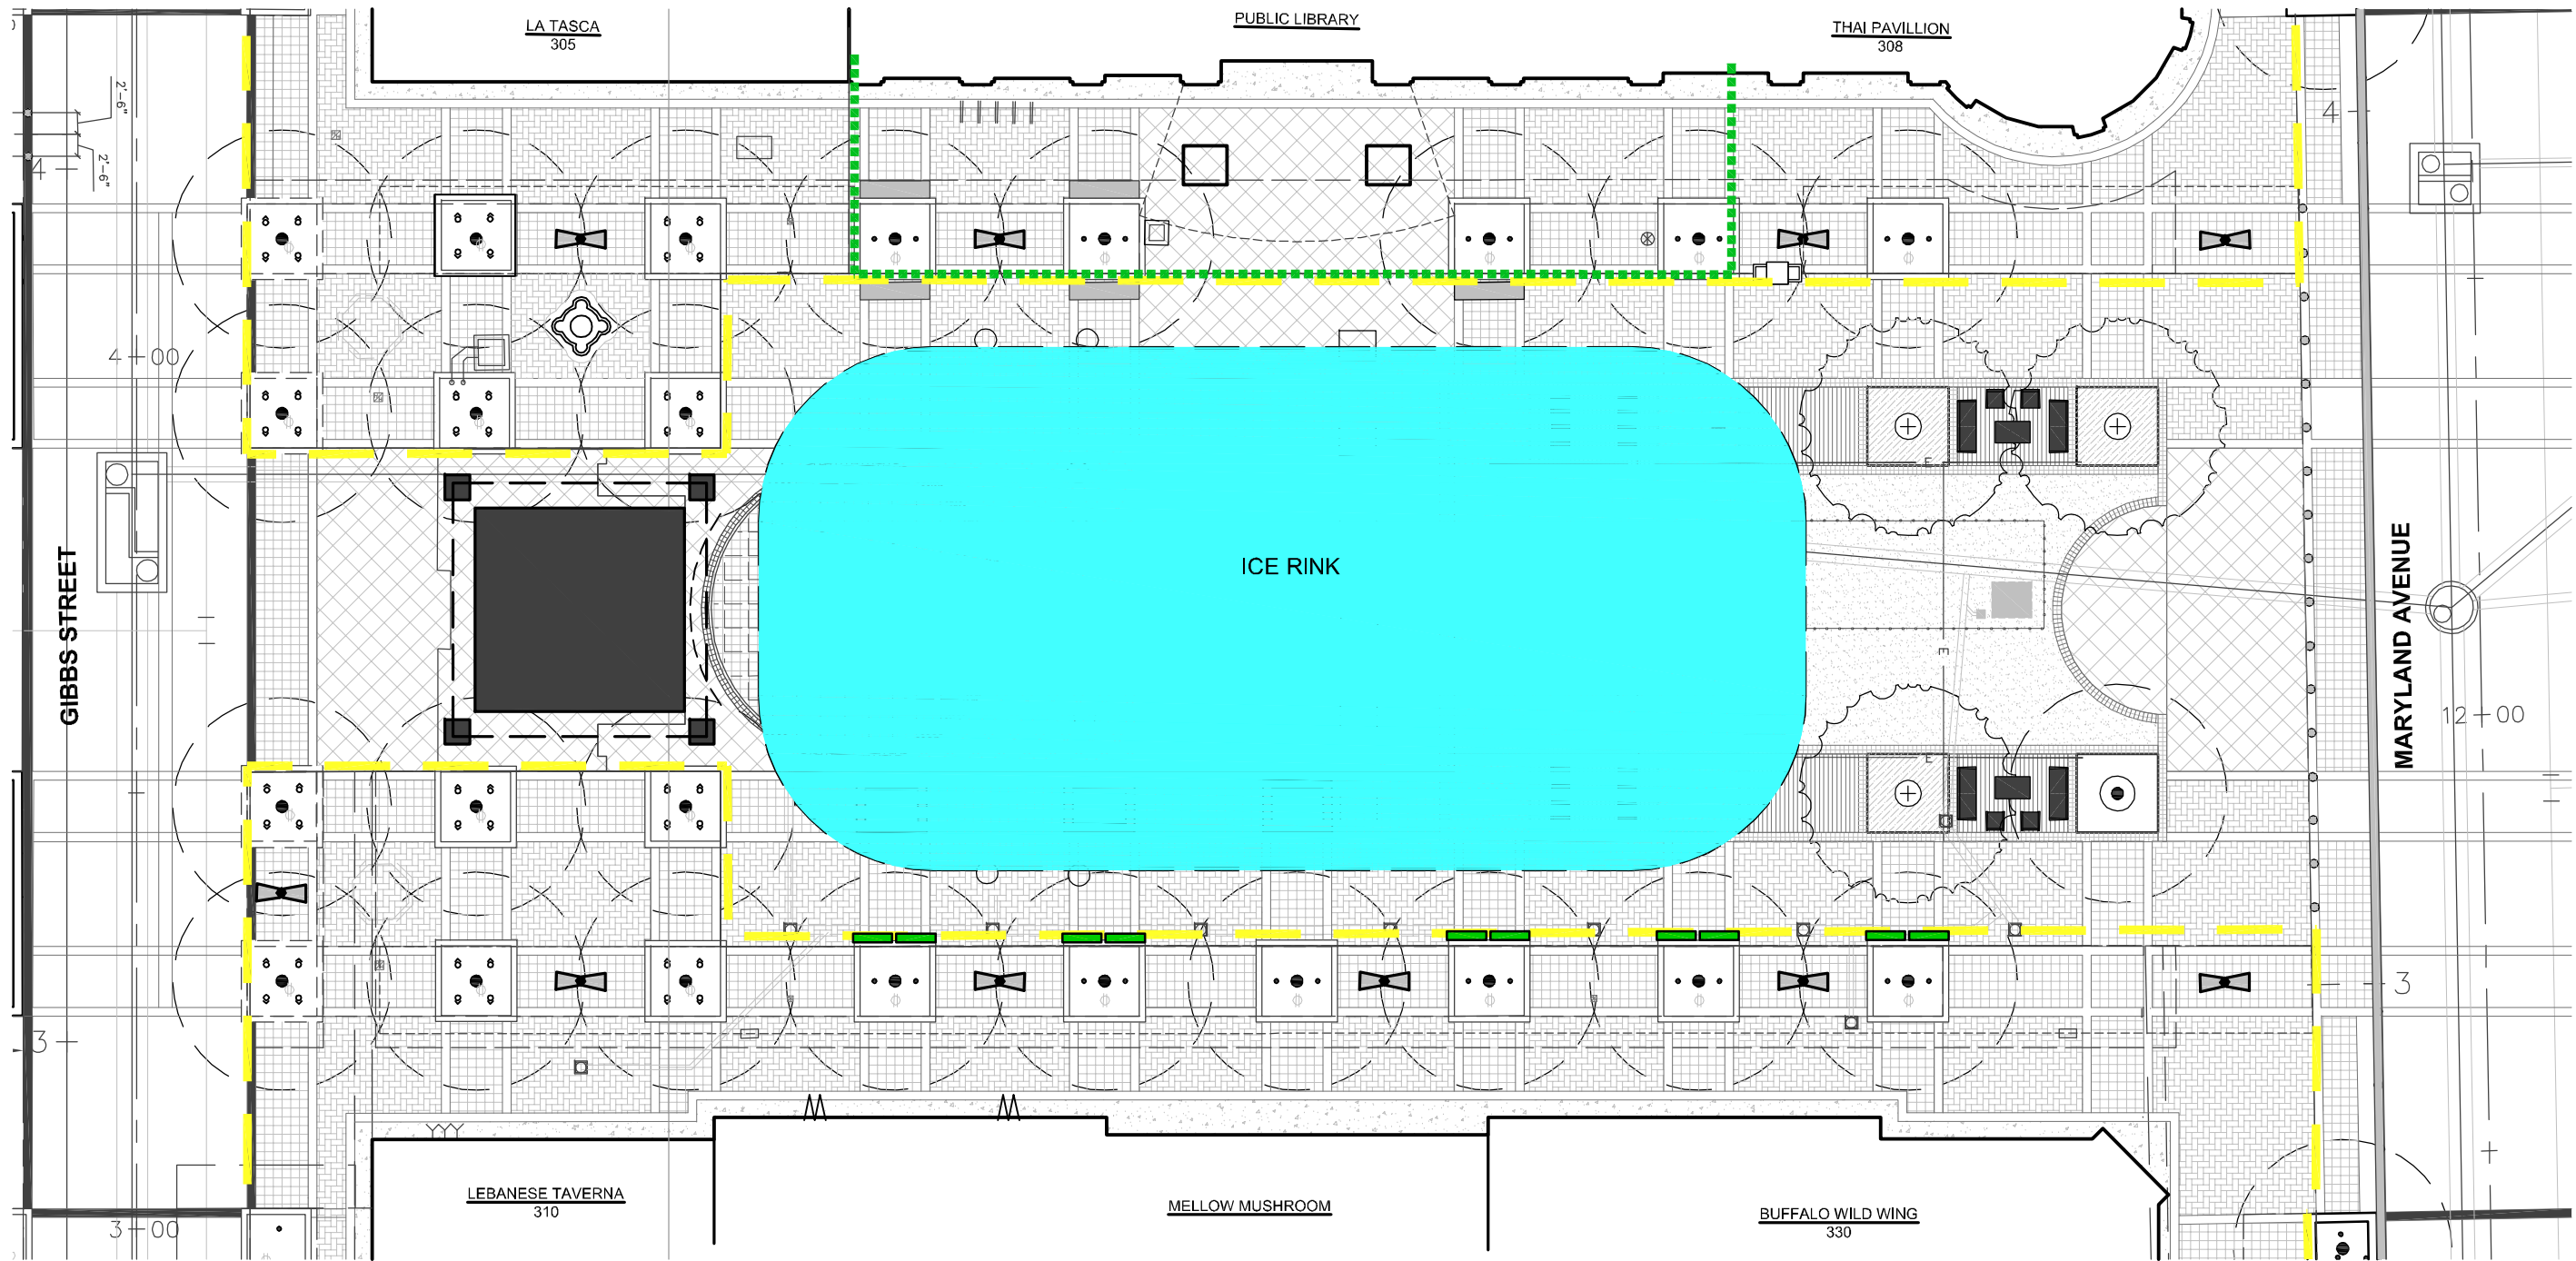 LA TASCA
305
PUBLIC LIBRARY
THAI PAVILLION
308
2'-6"
2'-6"
4
4
4+00
ICE RINK
GIBBS STREET
MARYLAND AVENUE
E
E
E
12+00
3
3
3+00
LEBANESE TAVERNA
310
MELLOW MUSHROOM
BUFFALO WILD WING
330